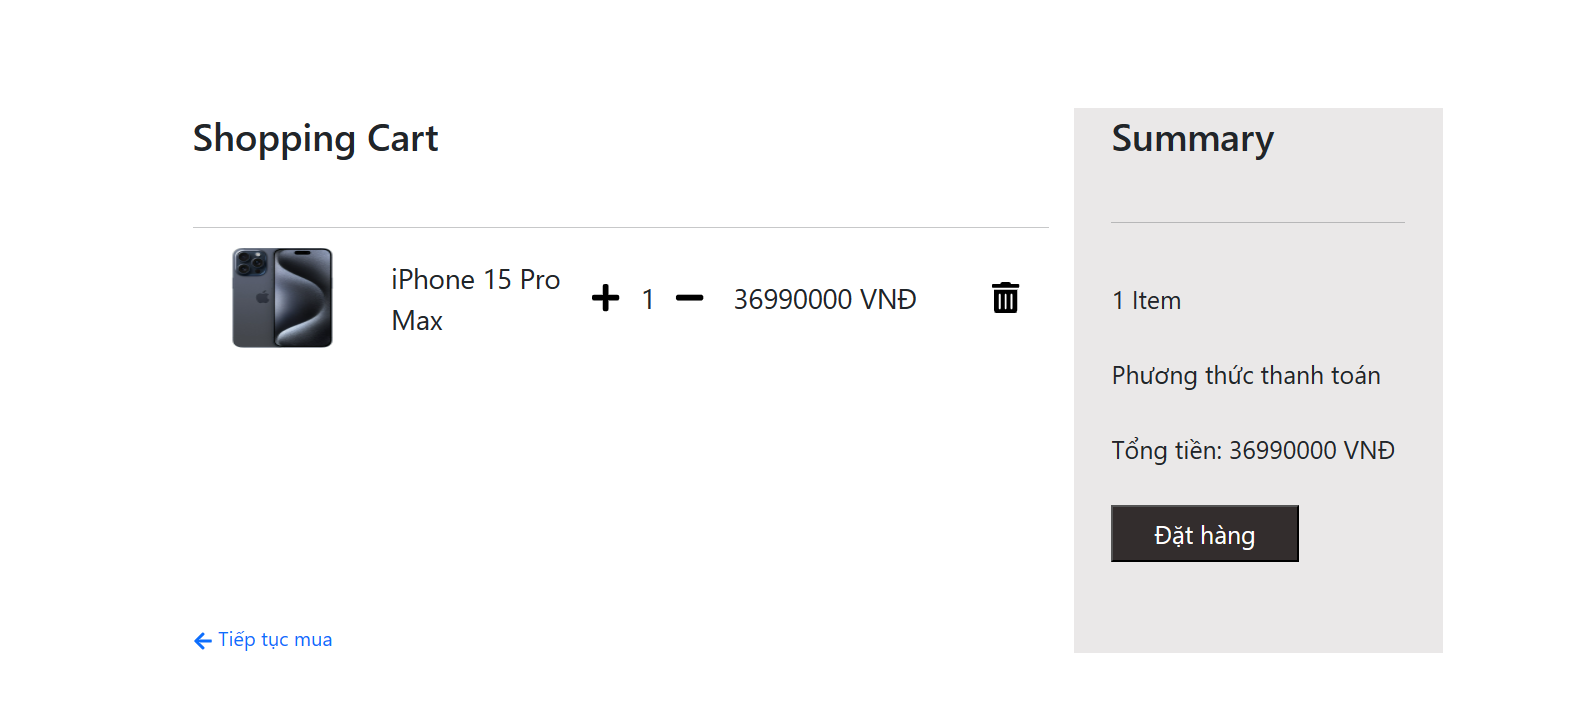 Shopping Cart
iPhone 15 Pro
Max
1
36990000 VNĐ
Tiếp tục mua
Summary
1 Item
Phương thức thanh toán
Tổng tiền: 36990000 VNĐ
Đặt hàng